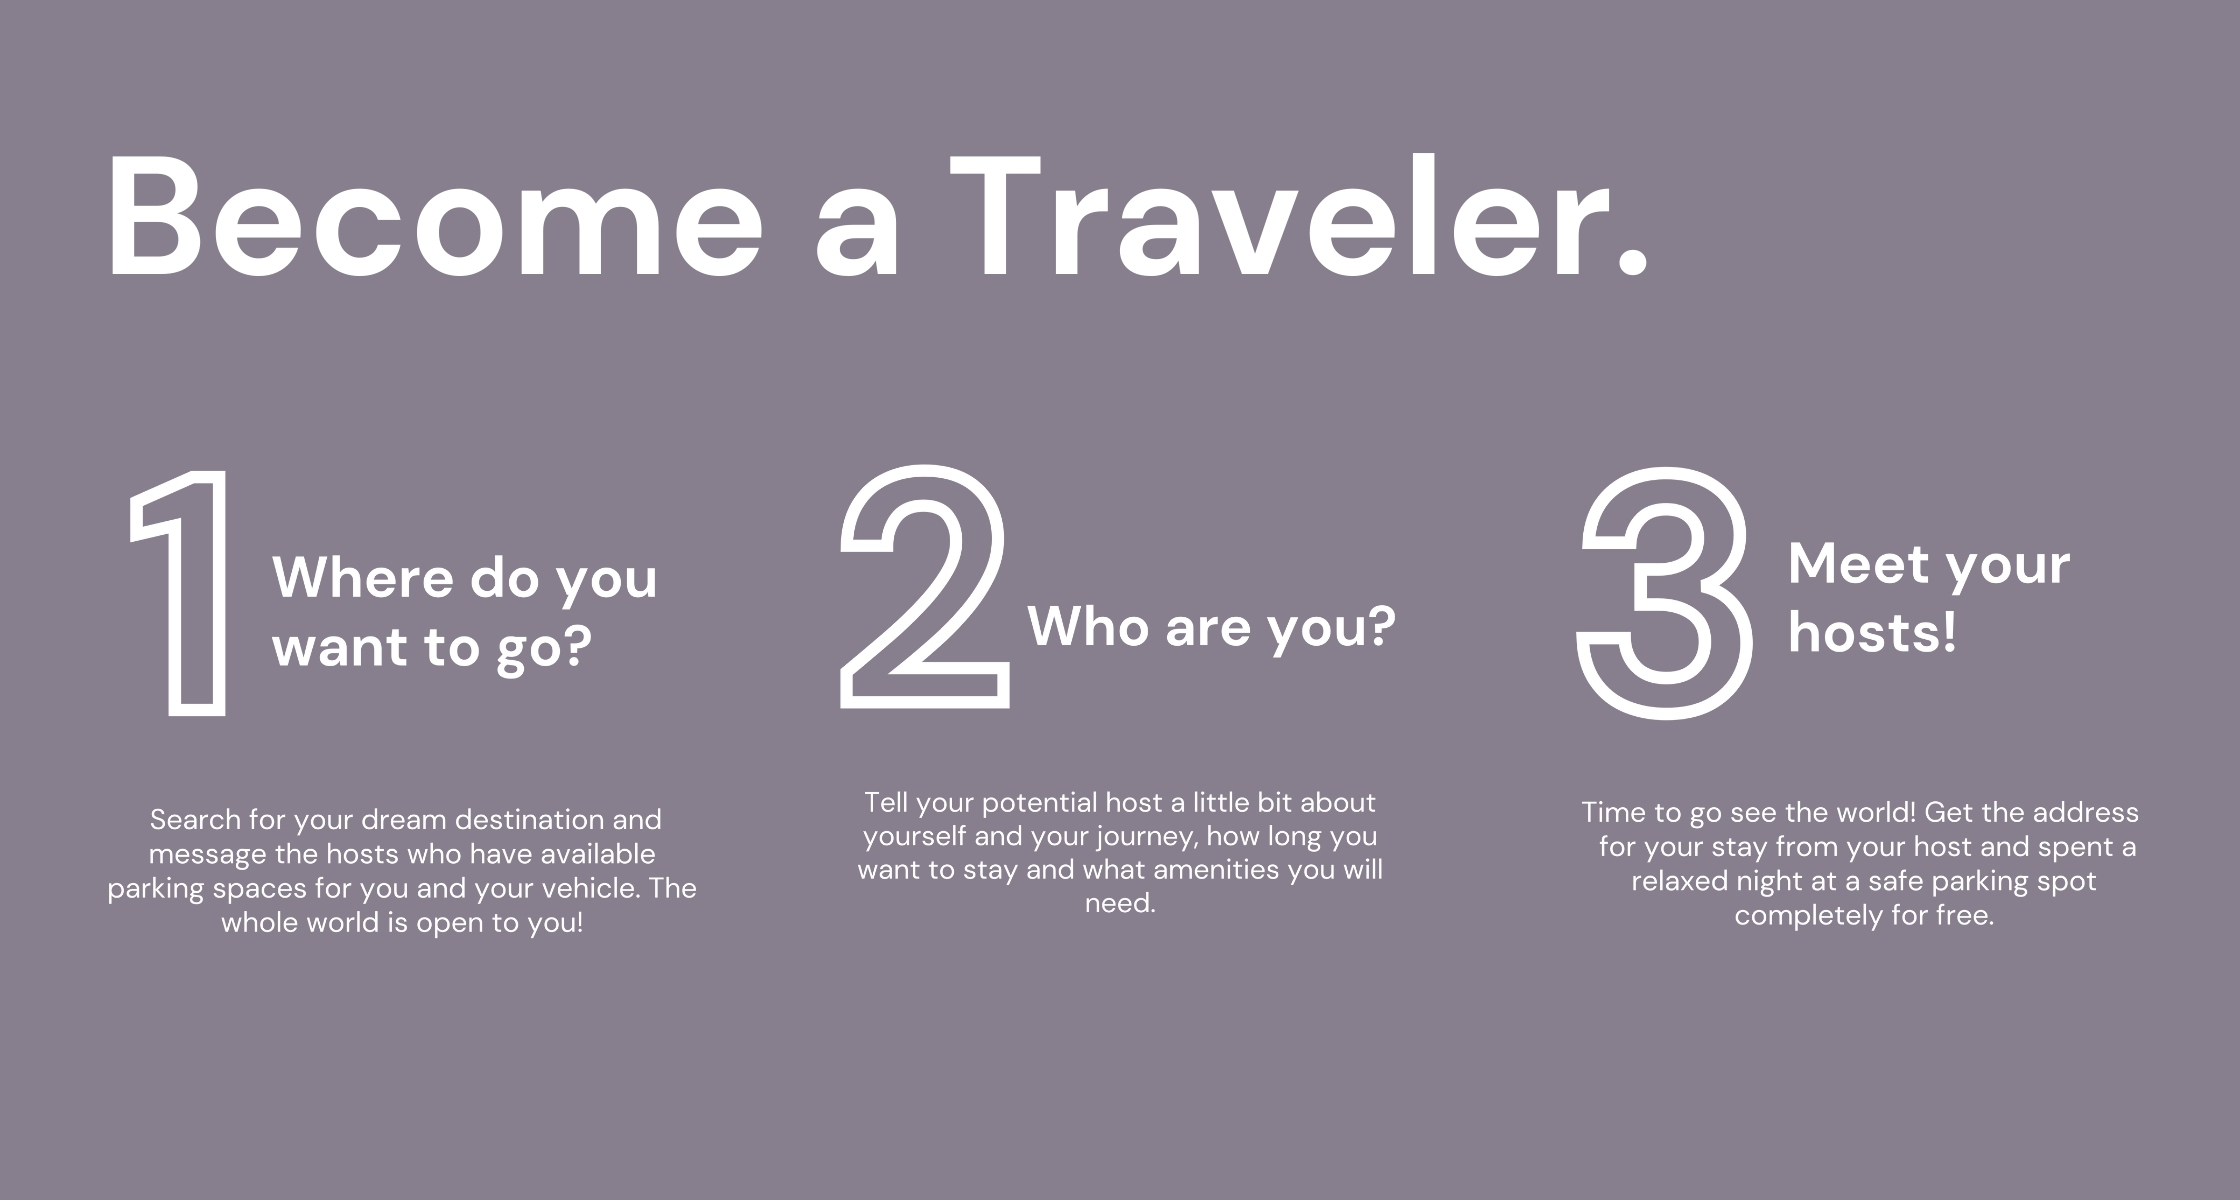 Become a Traveler.
1
Where do you
want to go?
Search for your dream destination and
message the hosts who have available
parking spaces for you and your vehicle. The
whole world is open to you!
2
Who are you?
Tell your potential host a little bit about
yourself and your journey, how long you
want to stay and what amenities you will
need.
3
Meet your
hosts!
Time to go see the world! Get the address
for your stay from your host and spent a
relaxed night at a safe parking spot
completely for free.